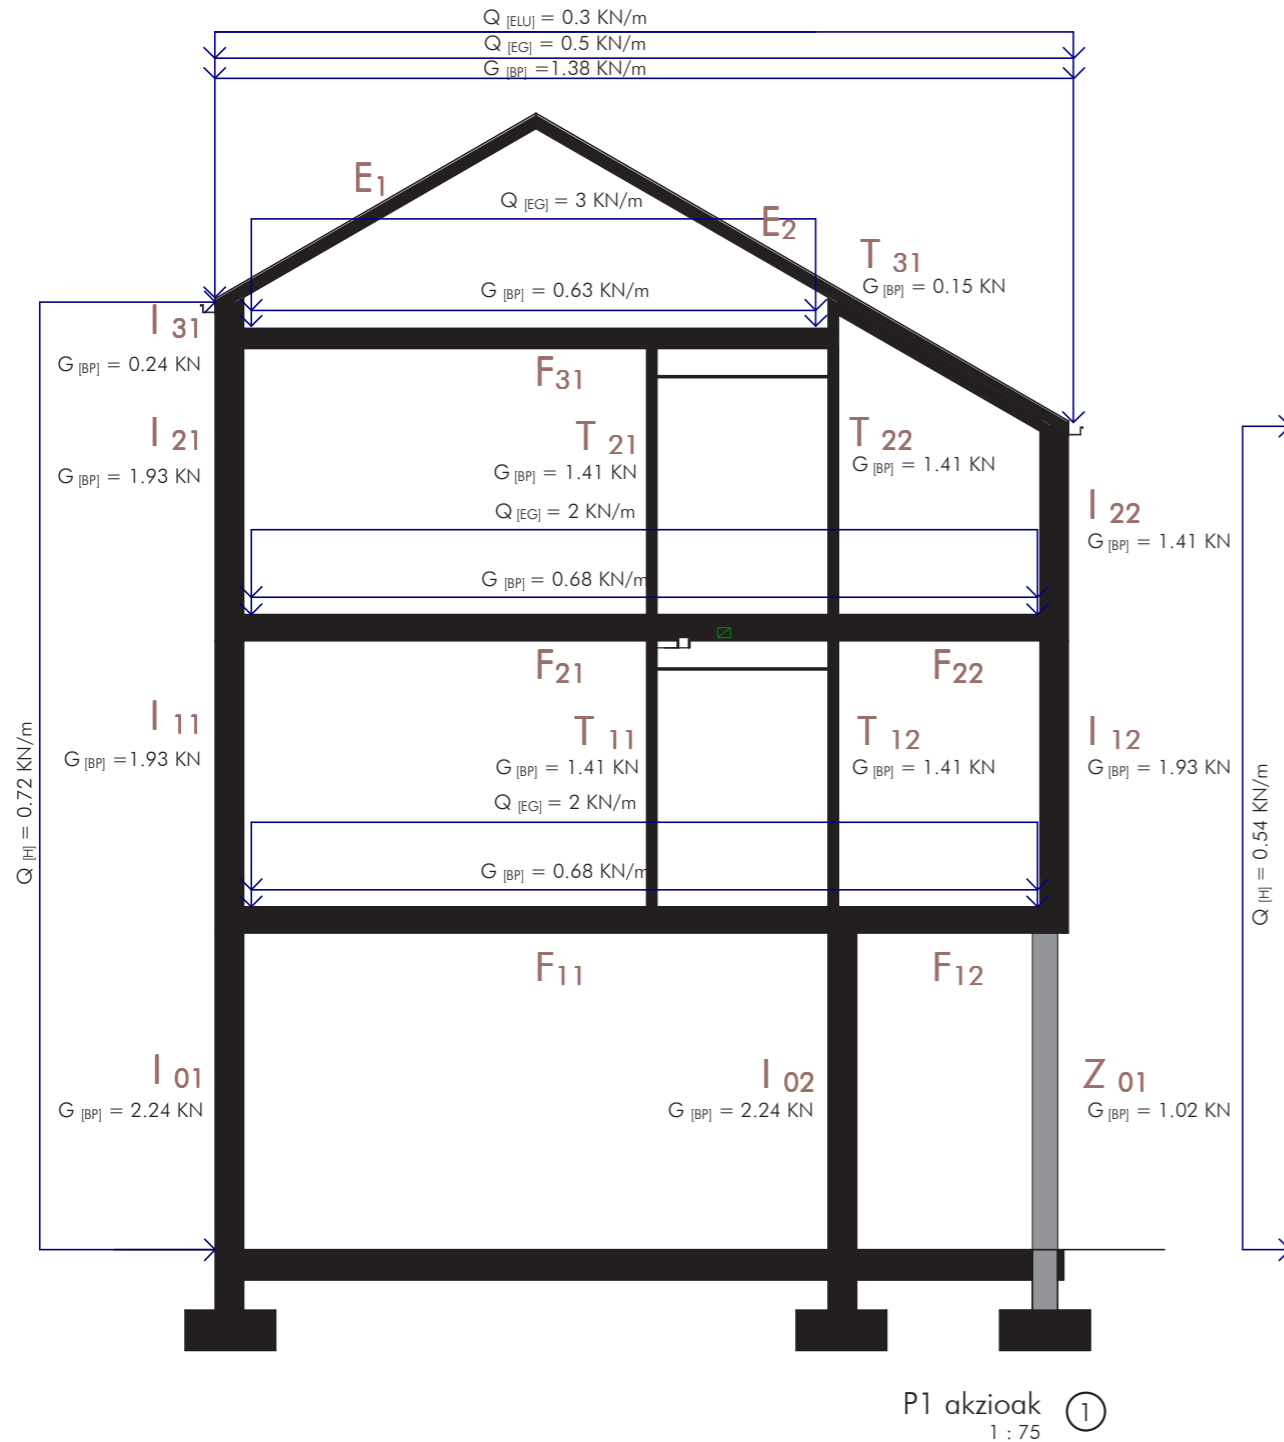 Q [ELU] = 0.3 KN/m
Q [EG] = 0.5 KN/m
G [BP] =1.38 KN/m
E1
Q [EG] = 3 KN/m
E2
T 31
G [BP] = 0.15 KN
G [BP] = 0.63 KN/m
I 31
G [BP] = 0.24 KN
F31
I 21
G [BP] = 1.93 KN
T 21
G [BP] = 1.41 KN
T 22
G [BP] = 1.41 KN
Q [EG] = 2 KN/m
I 22
G [BP] = 1.41 KN
G [BP] = 0.68 KN/m
F21
F22
I 11
G [BP] =1.93 KN
T 11
G [BP] = 1.41 KN
T 12
G [BP] = 1.41 KN
I 12
G [BP] = 1.93 KN
Q [EG] = 2 KN/m
Q [H] = 0.72 KN/m
Q [H] = 0.54 KN/m
G [BP] = 0.68 KN/m
F11
F12
I 01
G [BP] = 2.24 KN
I 02
G [BP] = 2.24 KN
Z 01
G [BP] = 1.02 KN
P1 akzioak 1
1 : 75